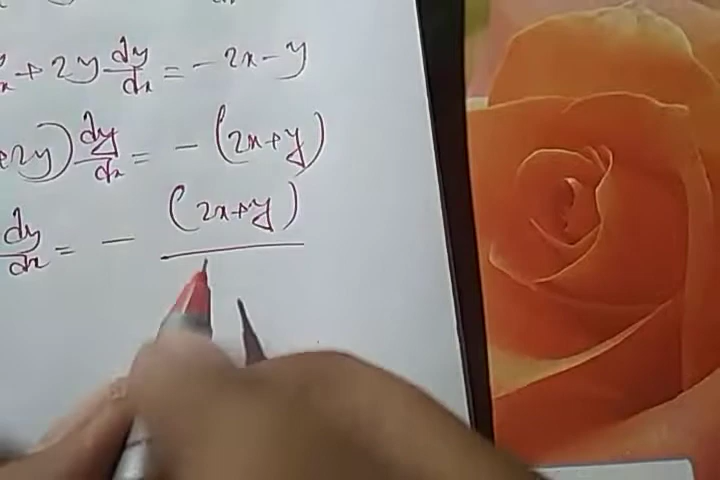 + 2y dy/dx = - 2x - y
+2y) dy/dx = - (2x+y)
dy/dx = - (2x+y)